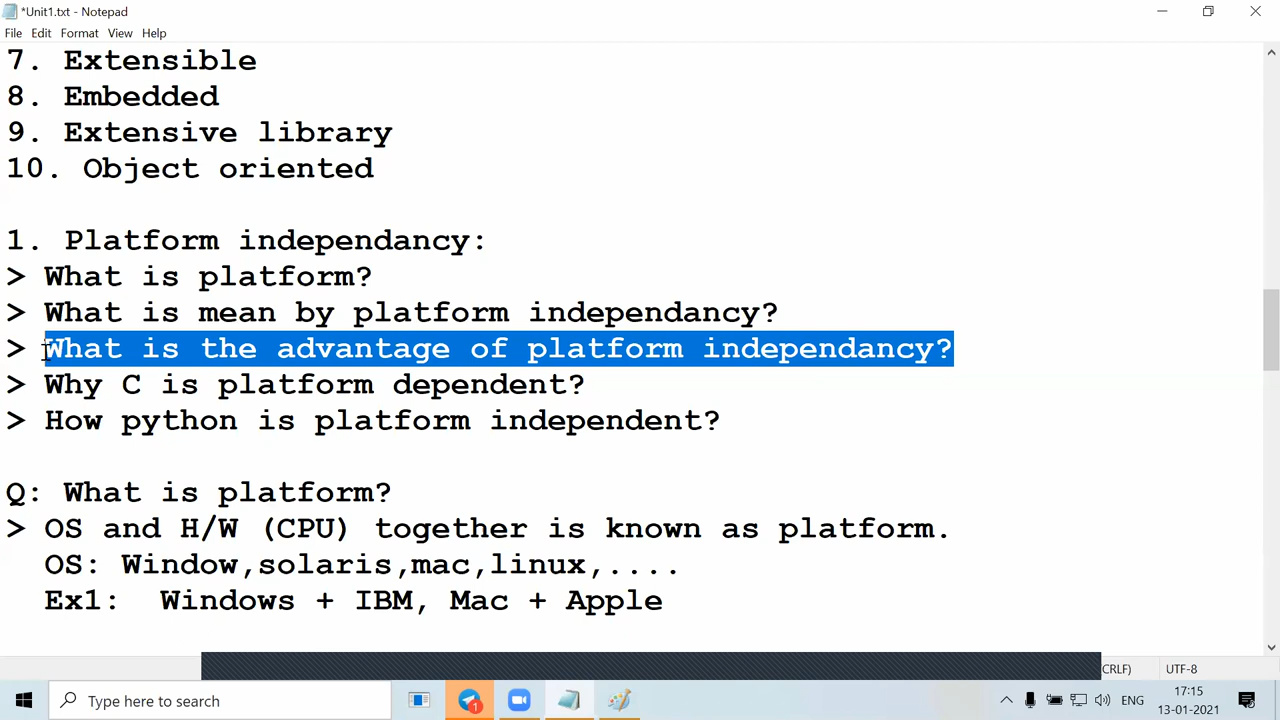 *Unit1.txt - Notepad
File Edit Format View Help
7. Extensible
8. Embedded
9. Extensive library
10. Object oriented
1. Platform independancy:
> What is platform?
> What is mean by platform independancy?
> What is the advantage of platform independancy?
> Why C is platform dependent?
> How python is platform independent?
Q: What is platform?
> OS and H/W (CPU) together is known as platform.
OS: Window,solaris,mac,linux,....
Ex1: Windows + IBM, Mac + Apple
CRLF) UTF-8
Type here to search
1
ENG
17:15
13-01-2021